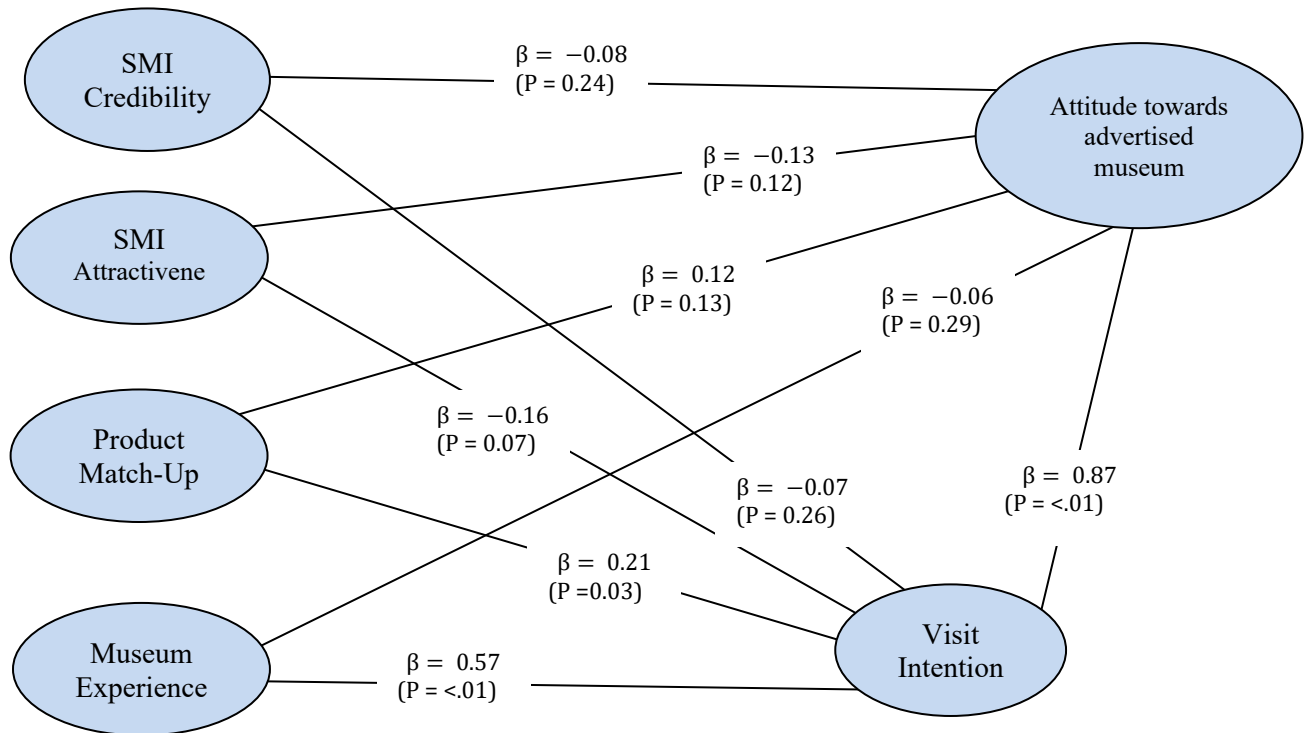 SMI
Credibility
β = −0.08
(P = 0.24)
Attitude towards
advertised
museum
β = −0.13
(P = 0.12)
SMI
Attractivene
β = 0.12
(P = 0.13)
β = −0.06
(P = 0.29)
Product
Match-Up
β = −0.16
(P = 0.07)
β = −0.07
(P = 0.26)
β = 0.87
(P = <.01)
β = 0.21
(P =0.03)
Museum
Experience
β = 0.57
(P = <.01)
Visit
Intention